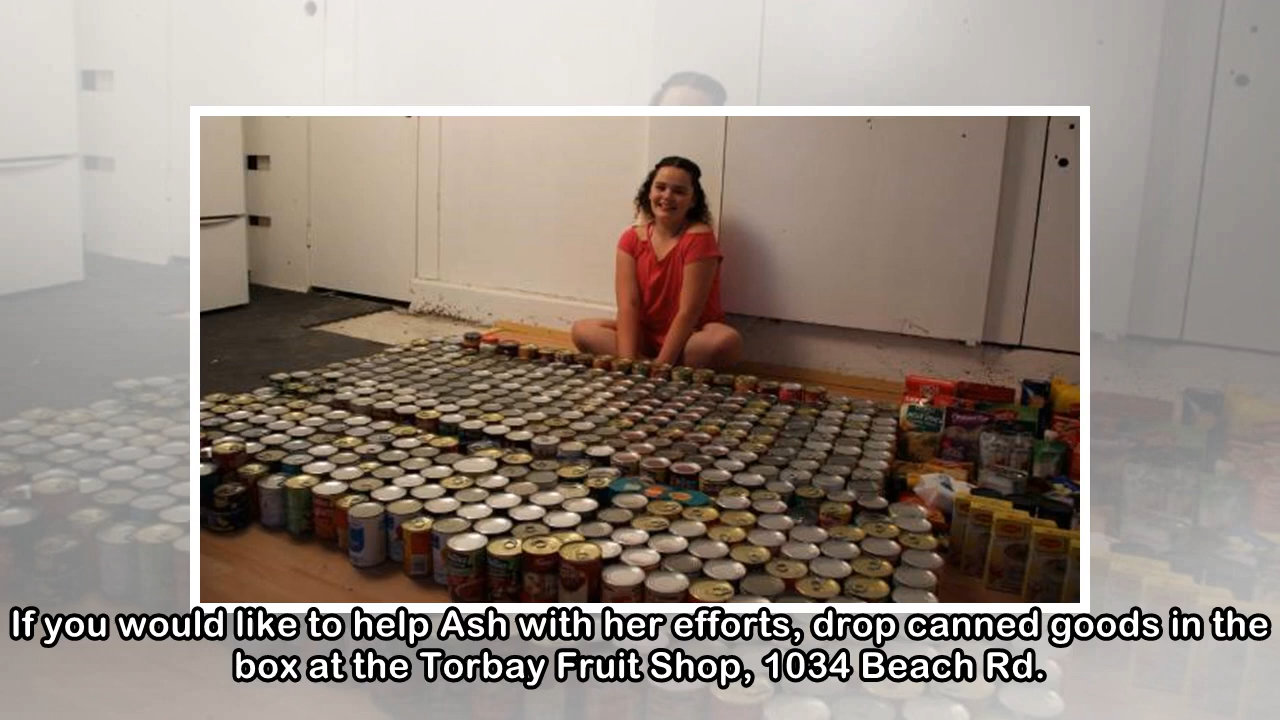 If you would like to help Ash with her efforts, drop canned goods in the
box at the Torbay Fruit Shop, 1034 Beach Rd.